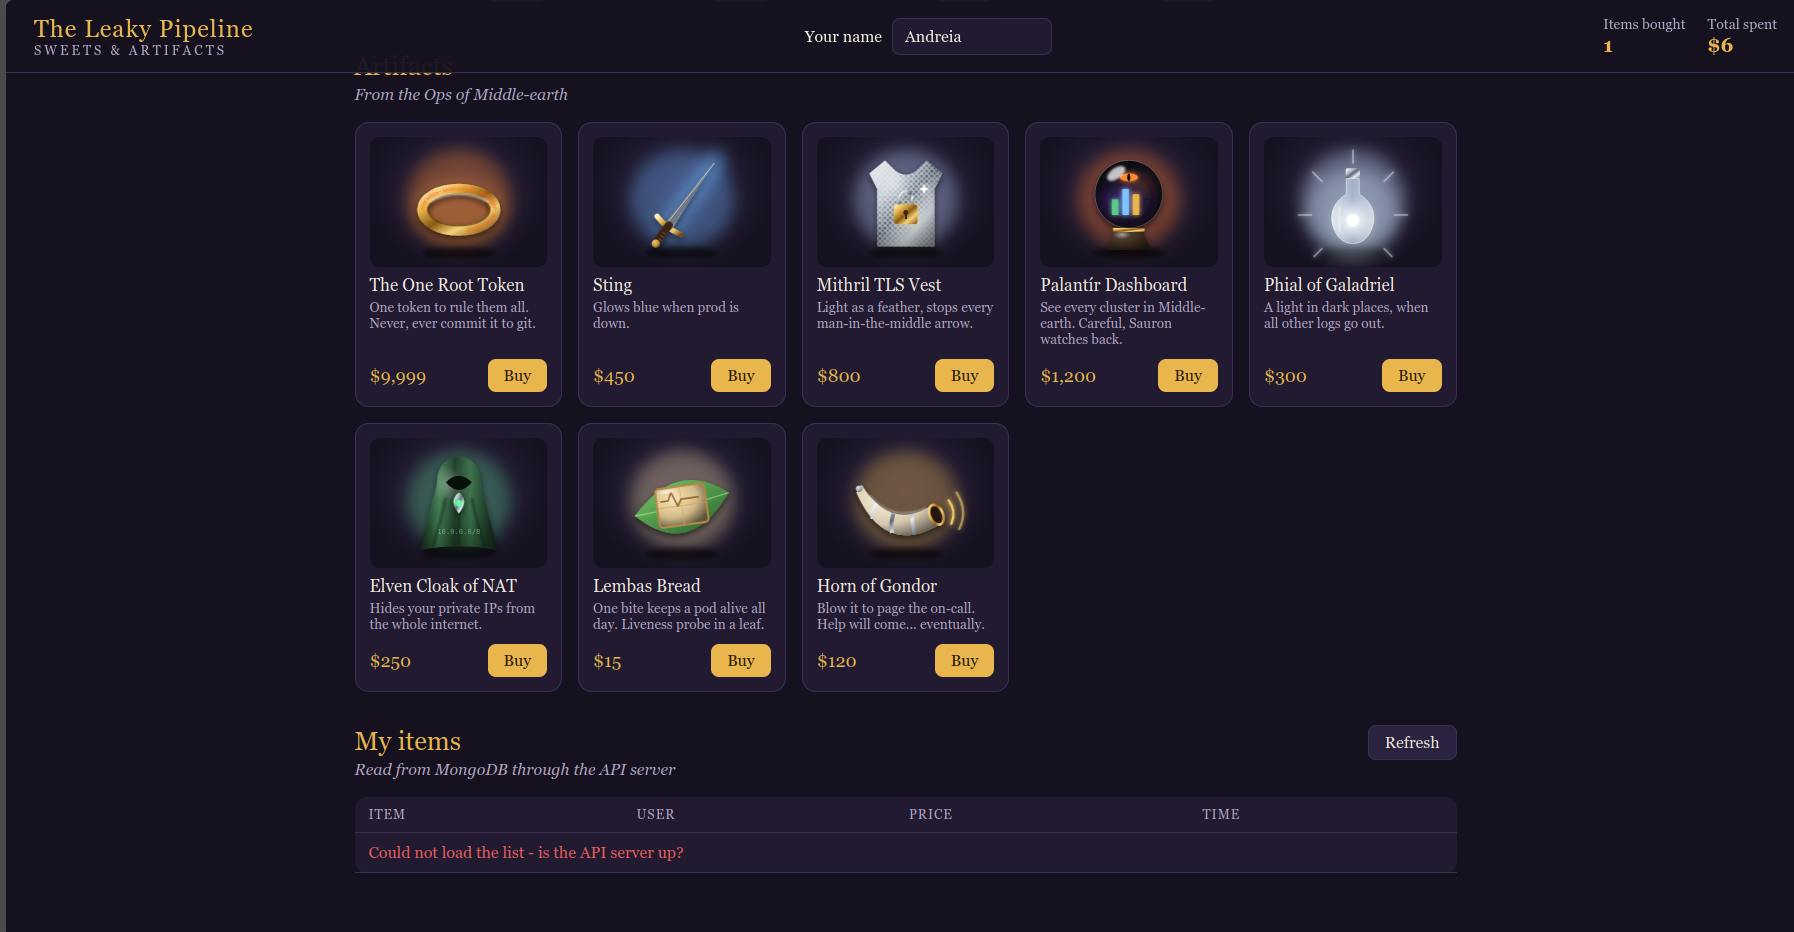 The Leaky Pipeline
SWEETS & ARTIFACTS
Your name
Andreia
Items bought
1
Total spent
$6
Artifacts
From the Ops of Middle-earth
The One Root Token
One token to rule them all.
Never, ever commit it to git.
$9,999
Buy
Sting
Glows blue when prod is
down.
$450
Buy
Mithril TLS Vest
Light as a feather, stops every
man-in-the-middle arrow.
$800
Buy
Palantír Dashboard
See every cluster in Middle-
earth. Careful, Sauron
watches back.
$1,200
Buy
Phial of Galadriel
A light in dark places, when
all other logs go out.
$300
Buy
10.0.0.0/8
Elven Cloak of NAT
Hides your private IPs from
the whole internet.
$250
Buy
Lembas Bread
One bite keeps a pod alive all
day. Liveness probe in a leaf.
$15
Buy
Horn of Gondor
Blow it to page the on-call.
Help will come... eventually.
$120
Buy
My items
Refresh
Read from MongoDB through the API server
ITEM USER PRICE TIME
Could not load the list - is the API server up?